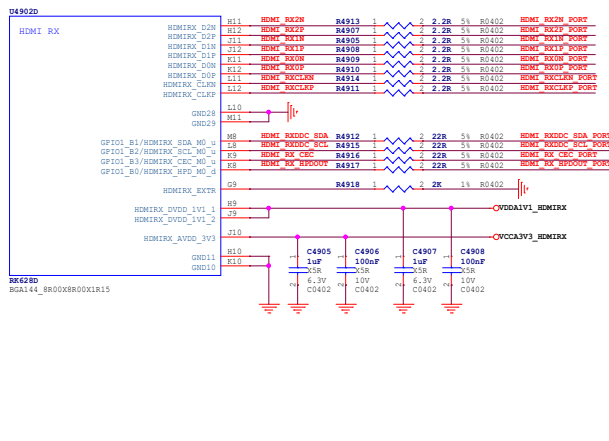 U4902D
HDMI RX
HDMIRX_D2N H11 HDMI_RX2N R4913 1 2 2.2R 5% R0402 HDMI_RX2N_PORT
HDMIRX_D2P H12 HDMI_RX2P R4907 1 2 2.2R 5% R0402 HDMI_RX2P_PORT
HDMIRX_D1N J11 HDMI_RX1N R4905 1 2 2.2R 5% R0402 HDMI_RX1N_PORT
HDMIRX_D1P J12 HDMI_RX1P R4908 1 2 2.2R 5% R0402 HDMI_RX1P_PORT
HDMIRX_D0N K11 HDMI_RX0N R4909 1 2 2.2R 5% R0402 HDMI_RX0N_PORT
HDMIRX_D0P K12 HDMI_RX0P R4910 1 2 2.2R 5% R0402 HDMI_RX0P_PORT
HDMIRX_CLKN L11 HDMI_RXCLKN R4914 1 2 2.2R 5% R0402 HDMI_RXCLKN_PORT
HDMIRX_CLKP L12 HDMI_RXCLKP R4911 1 2 2.2R 5% R0402 HDMI_RXCLKP_PORT
GND28 L10
GND29 M11
GPIO1_B1/HDMIRX_SDA_M0_u M8 HDMI_RXDDC_SDA R4912 1 2 22R 5% R0402 HDMI_RXDDC_SDA_PORT
GPIO1_B2/HDMIRX_SCL_M0_u L8 HDMI_RXDDC_SCL R4915 1 2 22R 5% R0402 HDMI_RXDDC_SCL_PORT
GPIO1_B3/HDMIRX_CEC_M0_u K9 HDMI_RX_CEC R4916 1 2 22R 5% R0402 HDMI_RX_CEC_PORT
GPIO1_B0/HDMIRX_HPD_M0_d K8 HDMI_RX_HPDOUT R4917 1 2 22R 5% R0402 HDMI_RX_HPDOUT_PORT
HDMIRX_EXTR G9 R4918 1 2 2K 1% R0402
HDMIRX_DVDD_1V1_1 H9 VDDA1V1_HDMIRX
HDMIRX_DVDD_1V1_2 J9
HDMIRX_AVDD_3V3 J10 VCCA3V3_HDMIRX
GND11 H10
GND10 K10
C4905 C4906 C4907 C4908
1 1uF 1 100nF 1 1uF 1 100nF
X5R X5R X5R X5R
2 6.3V 2 10V 2 6.3V 2 10V
C0402 C0402 C0402 C0402
RK628D
BGA144_8R00X8R00X1R15